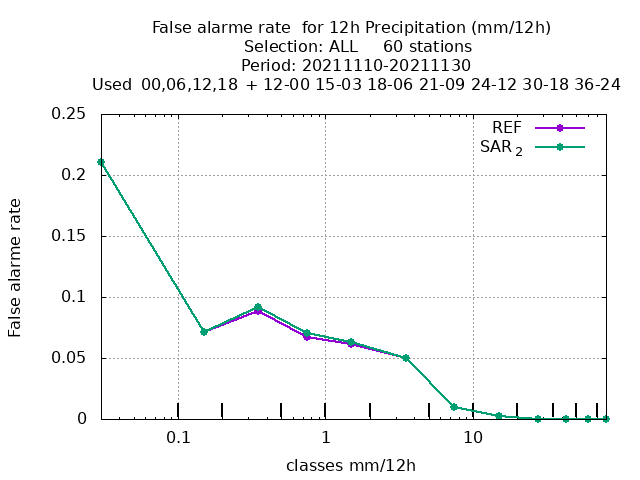 False alarme rate  for 12h Precipitation (mm/12h)
Selection: ALL     60 stations
Period: 20211110-20211130
Used  00,06,12,18  + 12-00 15-03 18-06 21-09 24-12 30-18 36-24
REF
SAR 2
0.25
0.2
0.15
0.1
0.05
0
False alarme rate
0.1
1
10
classes mm/12h